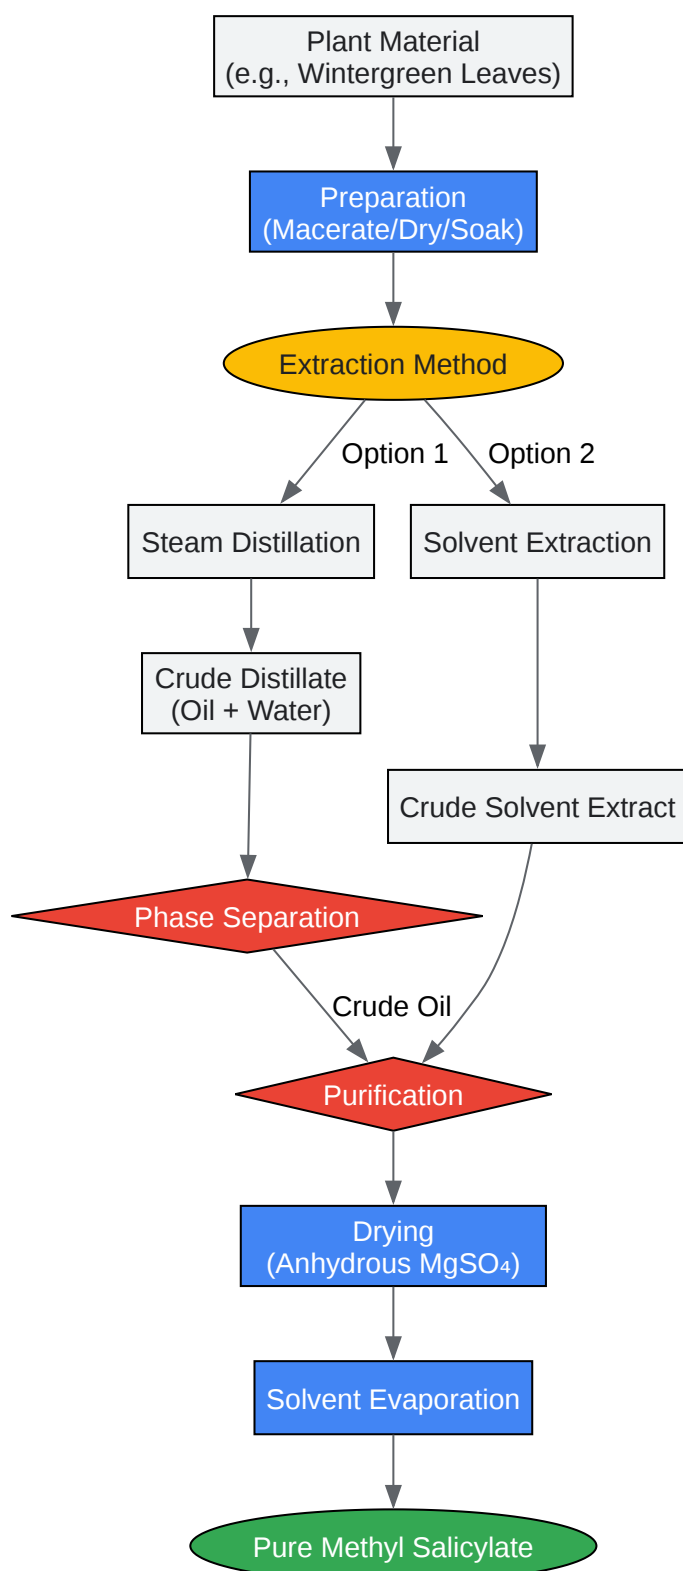 Plant Material
(e.g., Wintergreen Leaves)
Preparation
(Macerate/Dry/Soak)
Extraction Method
Option 1
Option 2
Steam Distillation
Solvent Extraction
Crude Distillate
(Oil + Water)
Crude Solvent Extract
Phase Separation
Crude Oil
Purification
Drying
(Anhydrous MgSO₄)
Solvent Evaporation
Pure Methyl Salicylate